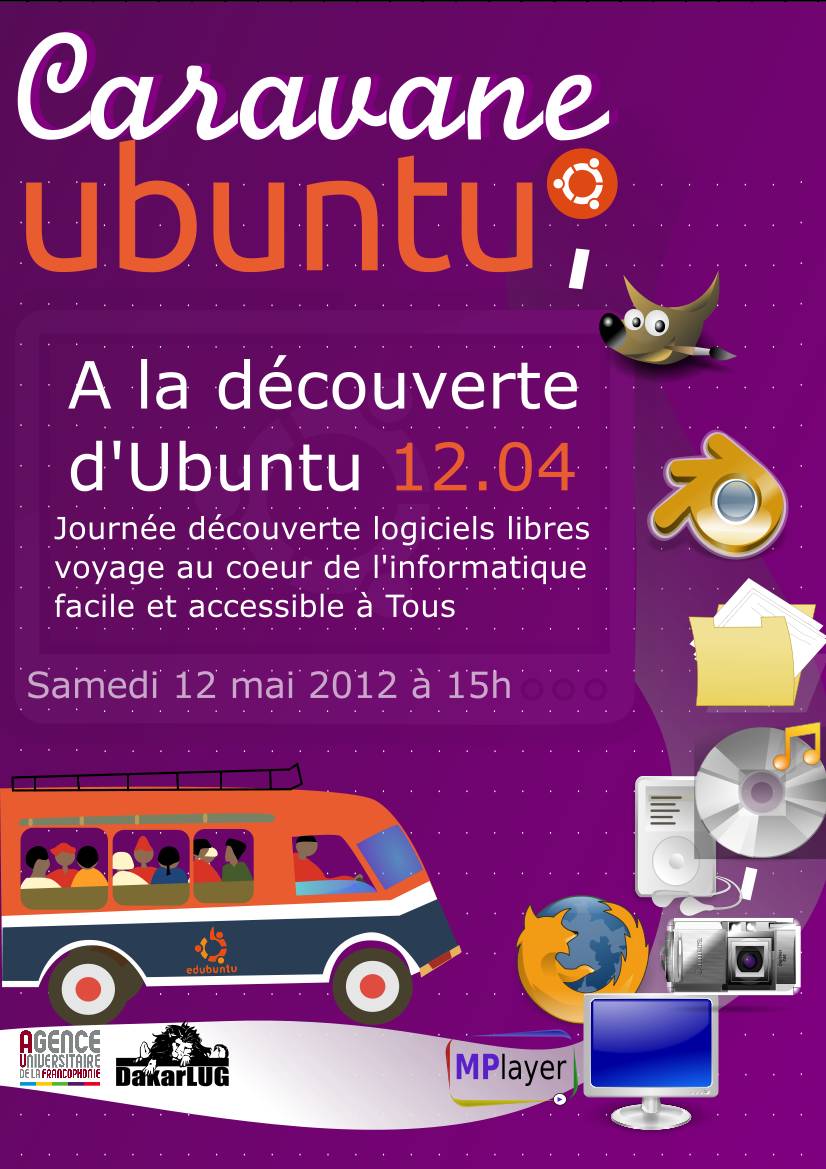 Caravane
ubuntu
A la découverte
d'Ubuntu 12.04
Journée découverte logiciels libres
voyage au coeur de l'informatique
facile et accessible à Tous
Samedi 12 mai 2012 à 15h
edubuntu
AGENCE
UNIVERSITAIRE
DE LA FRANCOPHONIE
DakarLUG
MPlayer